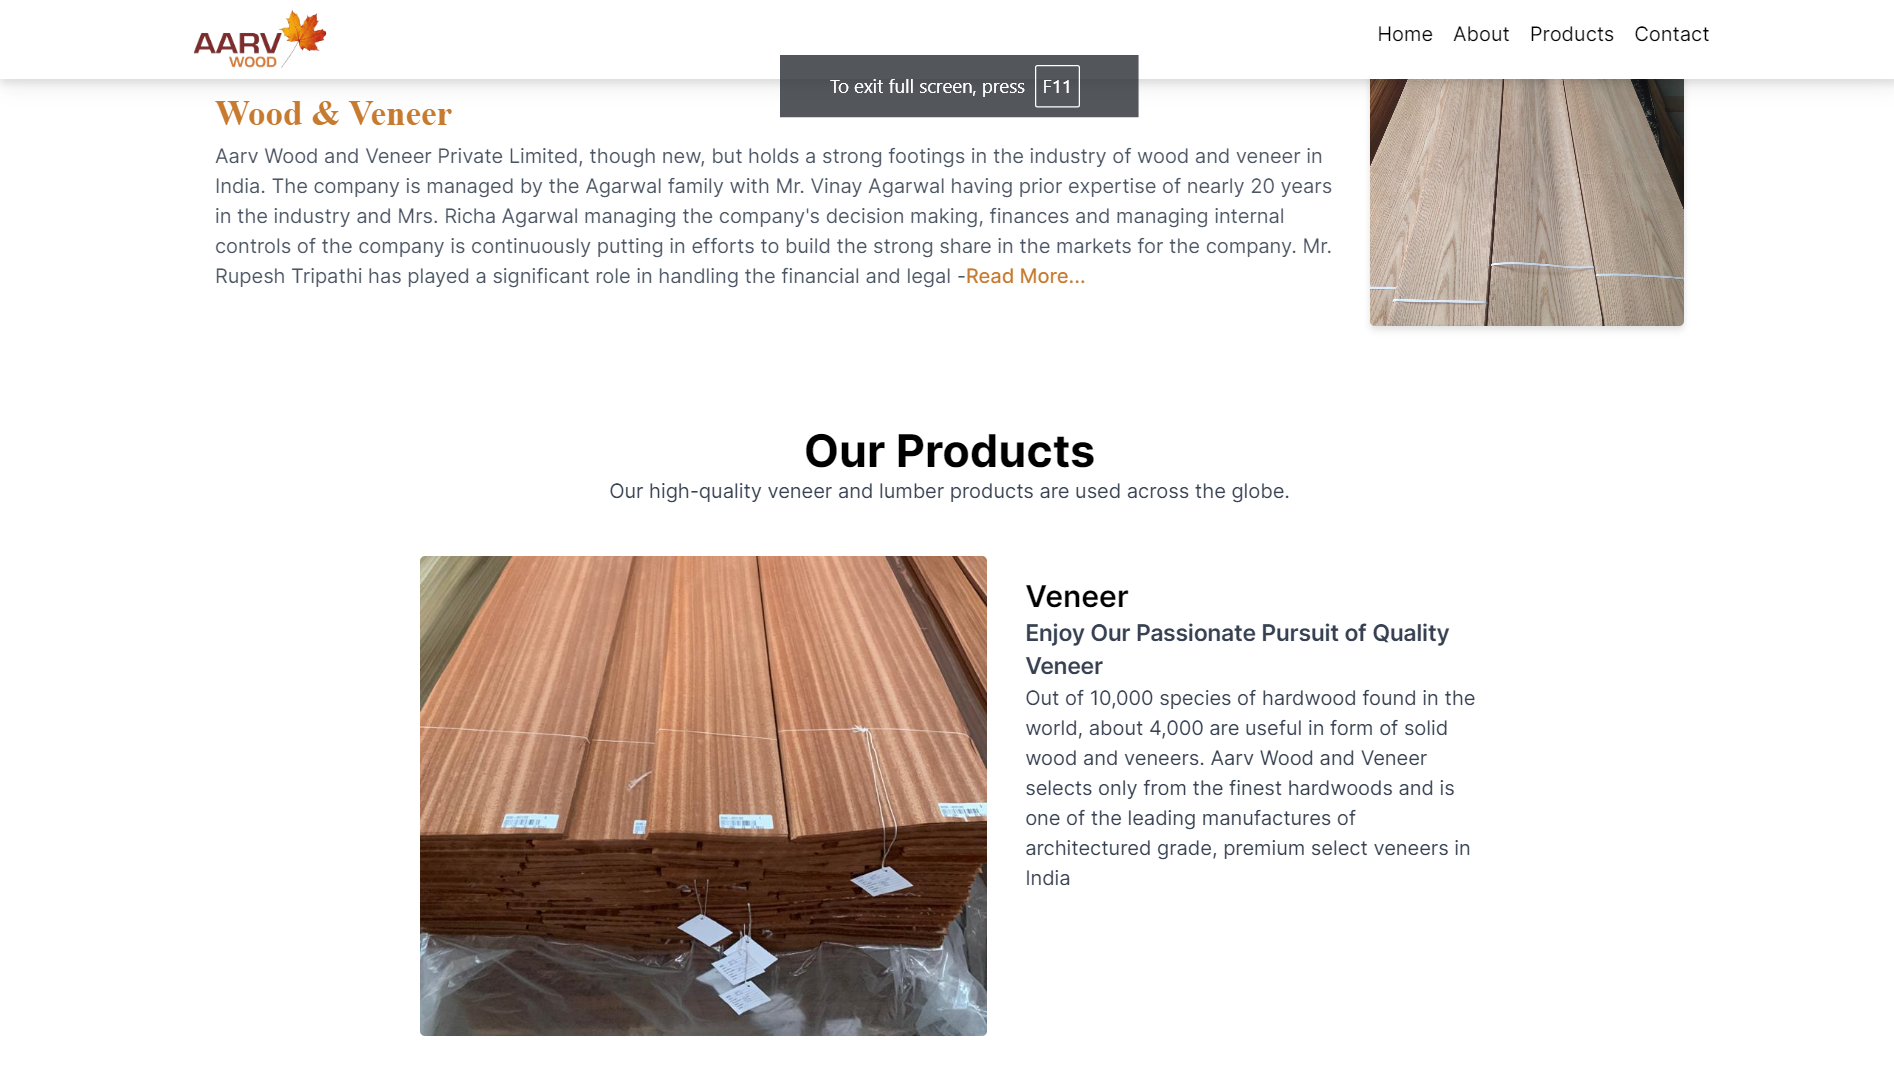 AARV
WOOD
Home About Products Contact
To exit full screen, press F11
Wood & Veneer
Aarv Wood and Veneer Private Limited, though new, but holds a strong footings in the industry of wood and veneer in
India. The company is managed by the Agarwal family with Mr. Vinay Agarwal having prior expertise of nearly 20 years
in the industry and Mrs. Richa Agarwal managing the company's decision making, finances and managing internal
controls of the company is continuously putting in efforts to build the strong share in the markets for the company. Mr.
Rupesh Tripathi has played a significant role in handling the financial and legal -Read More...
Our Products
Our high-quality veneer and lumber products are used across the globe.
Veneer
Enjoy Our Passionate Pursuit of Quality
Veneer
Out of 10,000 species of hardwood found in the
world, about 4,000 are useful in form of solid
wood and veneers. Aarv Wood and Veneer
selects only from the finest hardwoods and is
one of the leading manufactures of
architectured grade, premium select veneers in
India